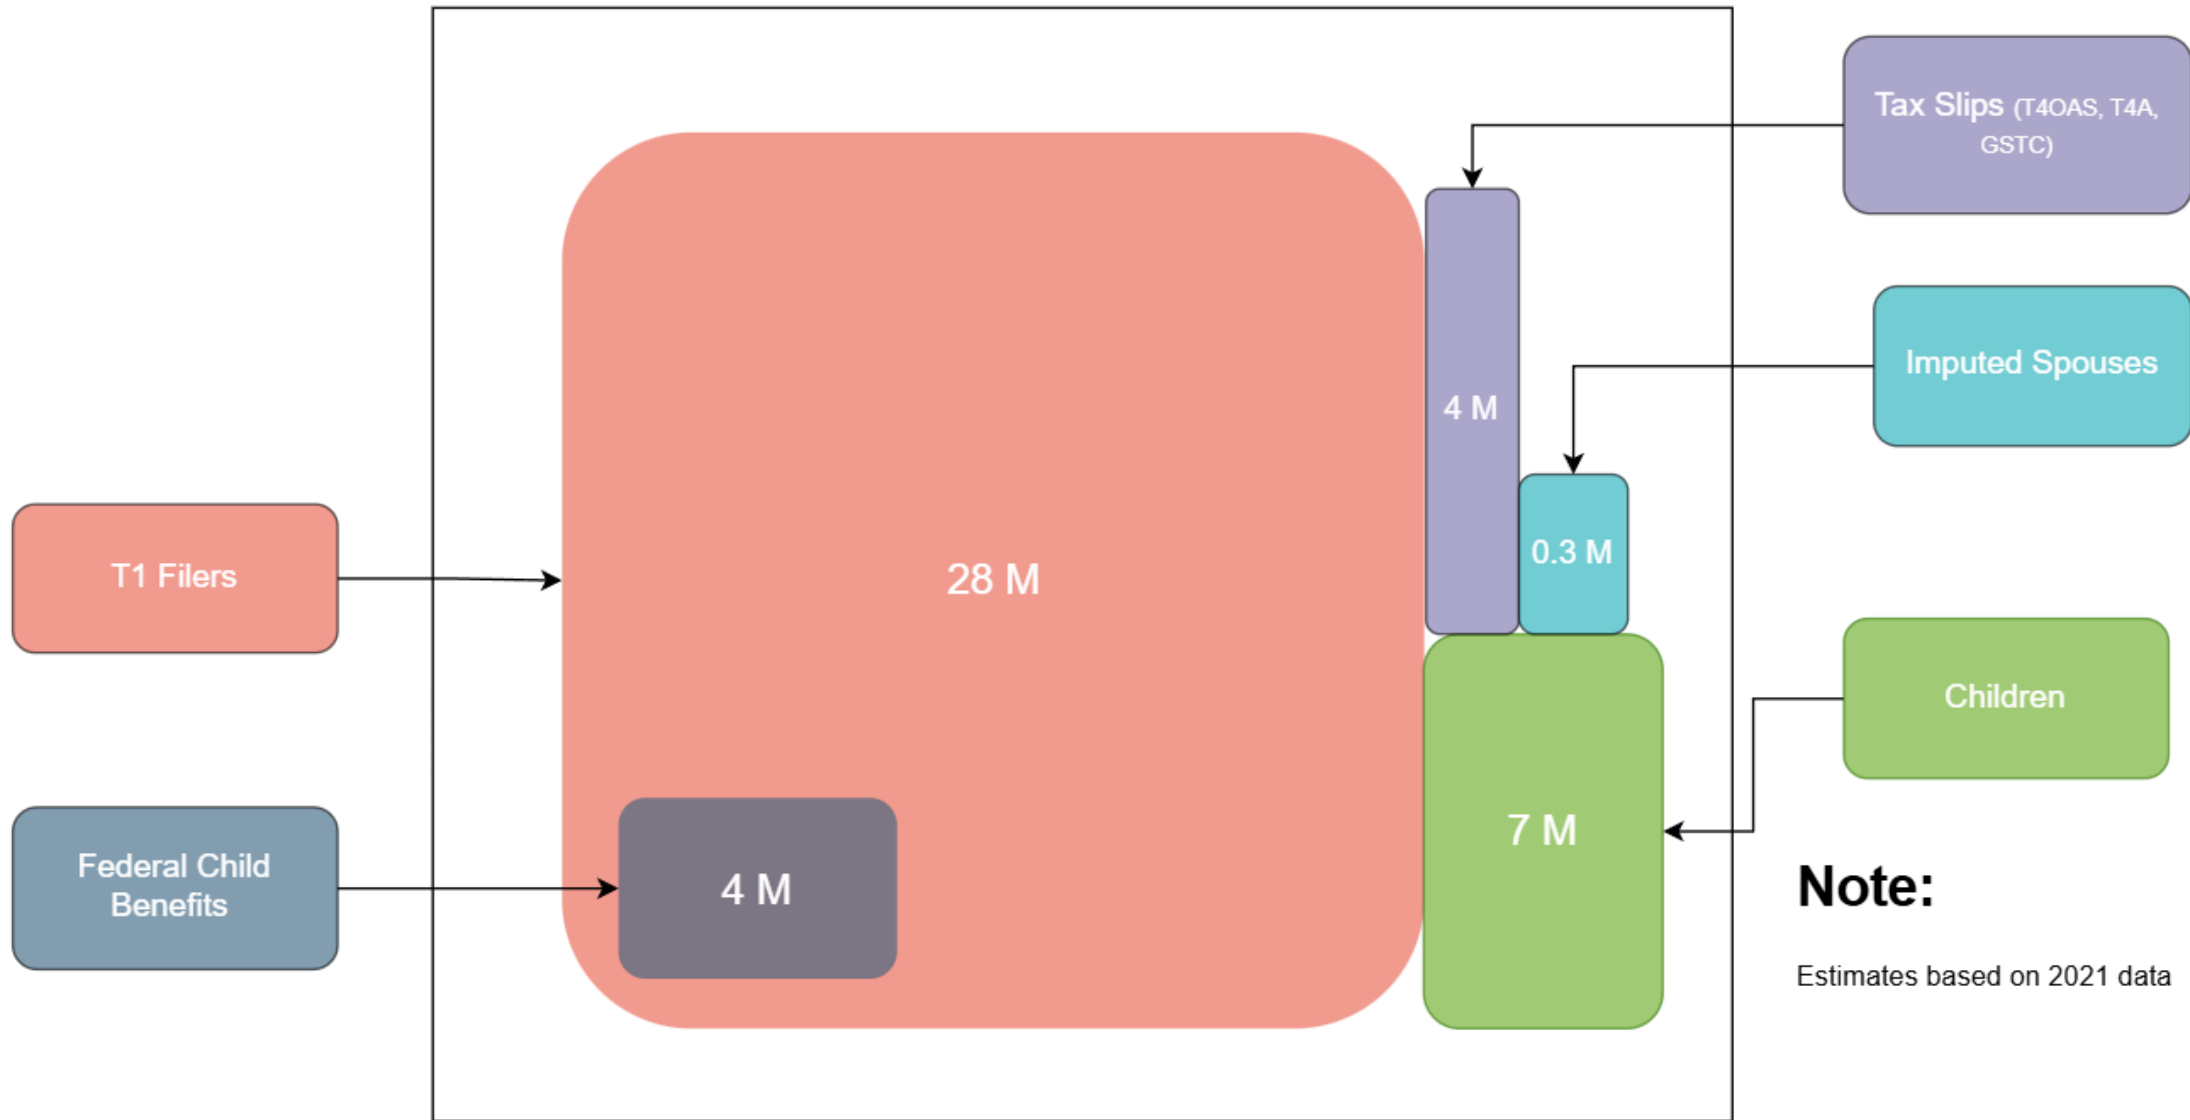 Tax Slips (T4OAS, T4A,
GSTC)
Imputed Spouses
4 M
0.3 M
T1 Filers
28 M
Children
7 M
Federal Child
Benefits
4 M
Note:
Estimates based on 2021 data